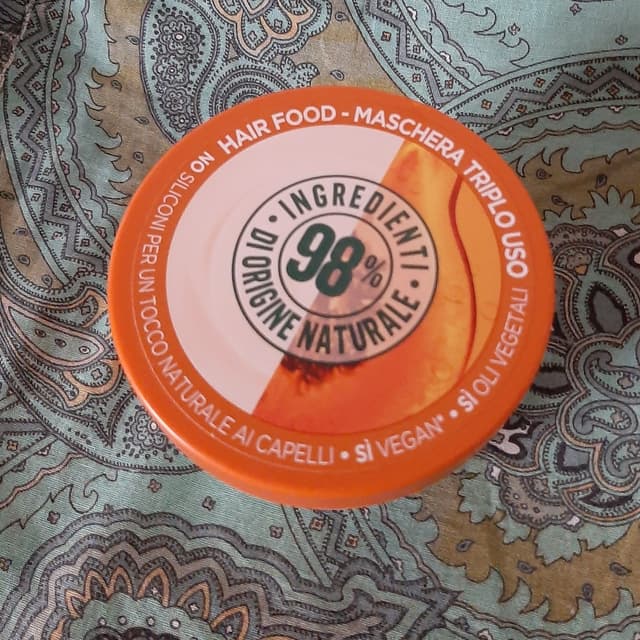 HAIR FOOD - MASCHERA TRIPLO USO
NO SILICONI PER UN TOCCO NATURALE AI CAPELLI • SÌ VEGAN* • SÌ OLI VEGETALI
• INGREDIENTI •
DI ORIGINE NATURALE
98%